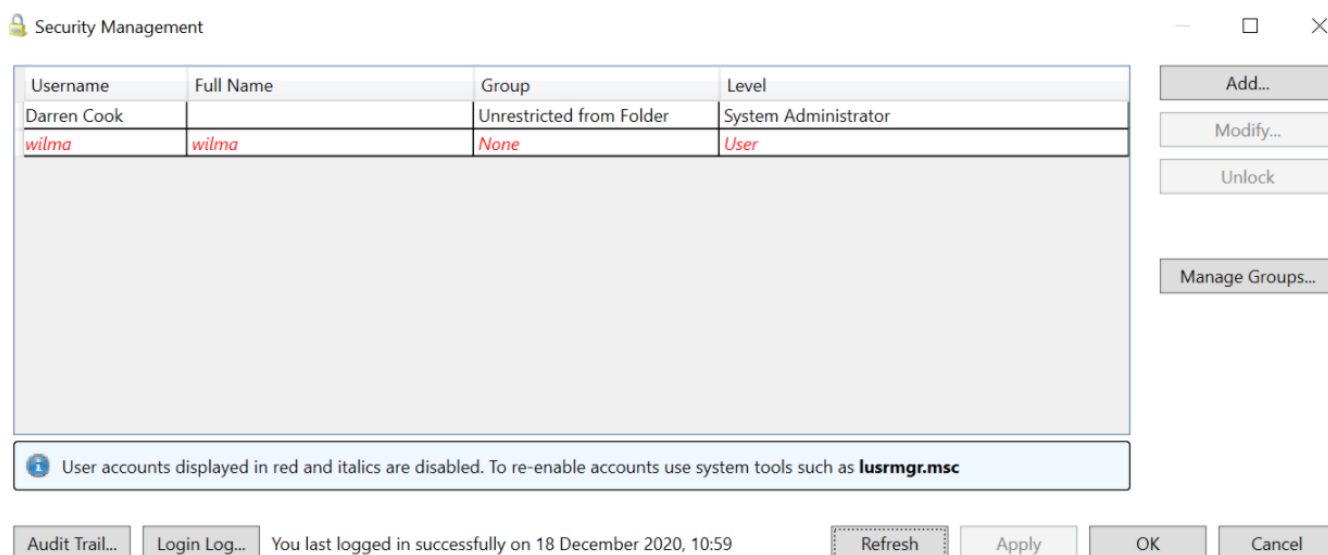 Security Management
Username Full Name Group Level
Darren Cook Unrestricted from Folder System Administrator
wilma wilma None User
Add...
Modify...
Unlock
Manage Groups...
User accounts displayed in red and italics are disabled. To re-enable accounts use system tools such as lusrmgr.msc
Audit Trail... Login Log... You last logged in successfully on 18 December 2020, 10:59 Refresh Apply OK Cancel